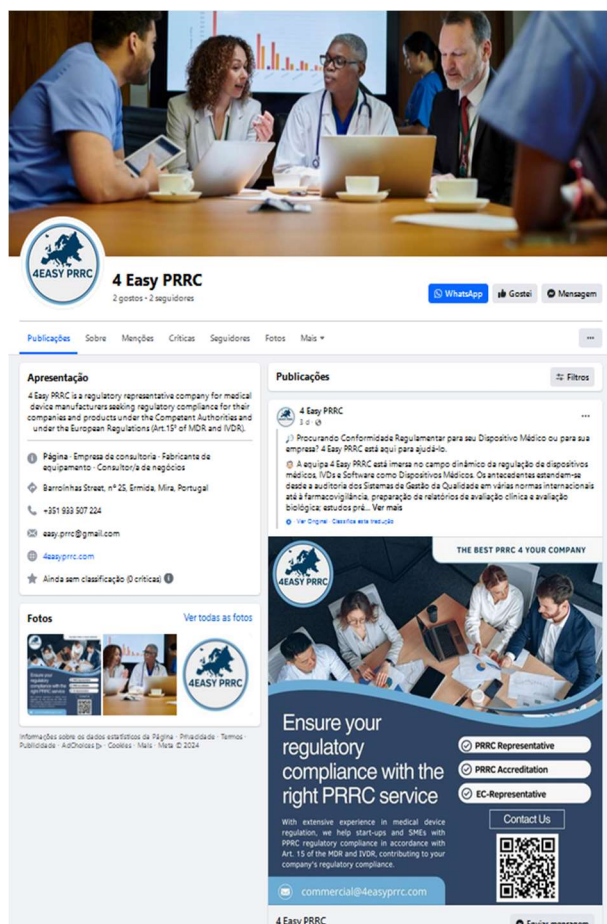 4EASY PRRC
4 Easy PRRC
2 gostos · 2 seguidores
WhatsApp
Gostei
Mensagem
Publicações Sobre Menções Críticas Seguidores Fotos Mais
Apresentação
4 Easy PRRC is a regulatory representative company for medical
device manufacturers seeking regulatory compliance for their
companies and products under the Competent Authorities and
under the European Regulations (Art.15º of MDR and IVDR).
Página · Empresa de consultoria · Fabricante de
equipamento · Consultor/a de negócios
Barroinhas Street, nº 25, Ermida, Mira, Portugal
+351 933 507 224
easy.prrc@gmail.com
4easyprrc.com
Ainda sem classificação (0 críticas)
Fotos
Ver todas as fotos
4EASY PRRC
Informações sobre os dados estatísticos da Página · Privacidade · Termos ·
Publicidade · AdChoices · Cookies · Mais · Meta © 2024
Publicações
Filtros
4 Easy PRRC
3 d ·
Procurando Conformidade Regulamentar para seu Dispositivo Médico ou para sua
empresa? 4 Easy PRRC está aqui para ajudá-lo.
A equipa 4 Easy PRRC está imersa no campo dinâmico da regulação de dispositivos
médicos, IVDs e Software como Dispositivos Médicos. Os antecedentes estendem-se
desde a auditoria dos Sistemas de Gestão da Qualidade em várias normas internacionais
até à farmacovigilância, preparação de relatórios de avaliação clínica e avaliação
biológica; estudos pré... Ver mais
Ver Original · Classifica esta tradução
4EASY PRRC
THE BEST PRRC 4 YOUR COMPANY
Ensure your
regulatory
compliance with the
right PRRC service
With extensive experience in medical device
regulation, we help start-ups and SMEs with
PPRC regulatory compliance in accordance with
Art. 15 of the MDR and IVDR, contributing to your
company's regulatory compliance.
commercial@4easyprrc.com
PRRC Representative
PRRC Accreditation
EC-Representative
Contact Us
4 Easy PRRC
Enviar mensagem